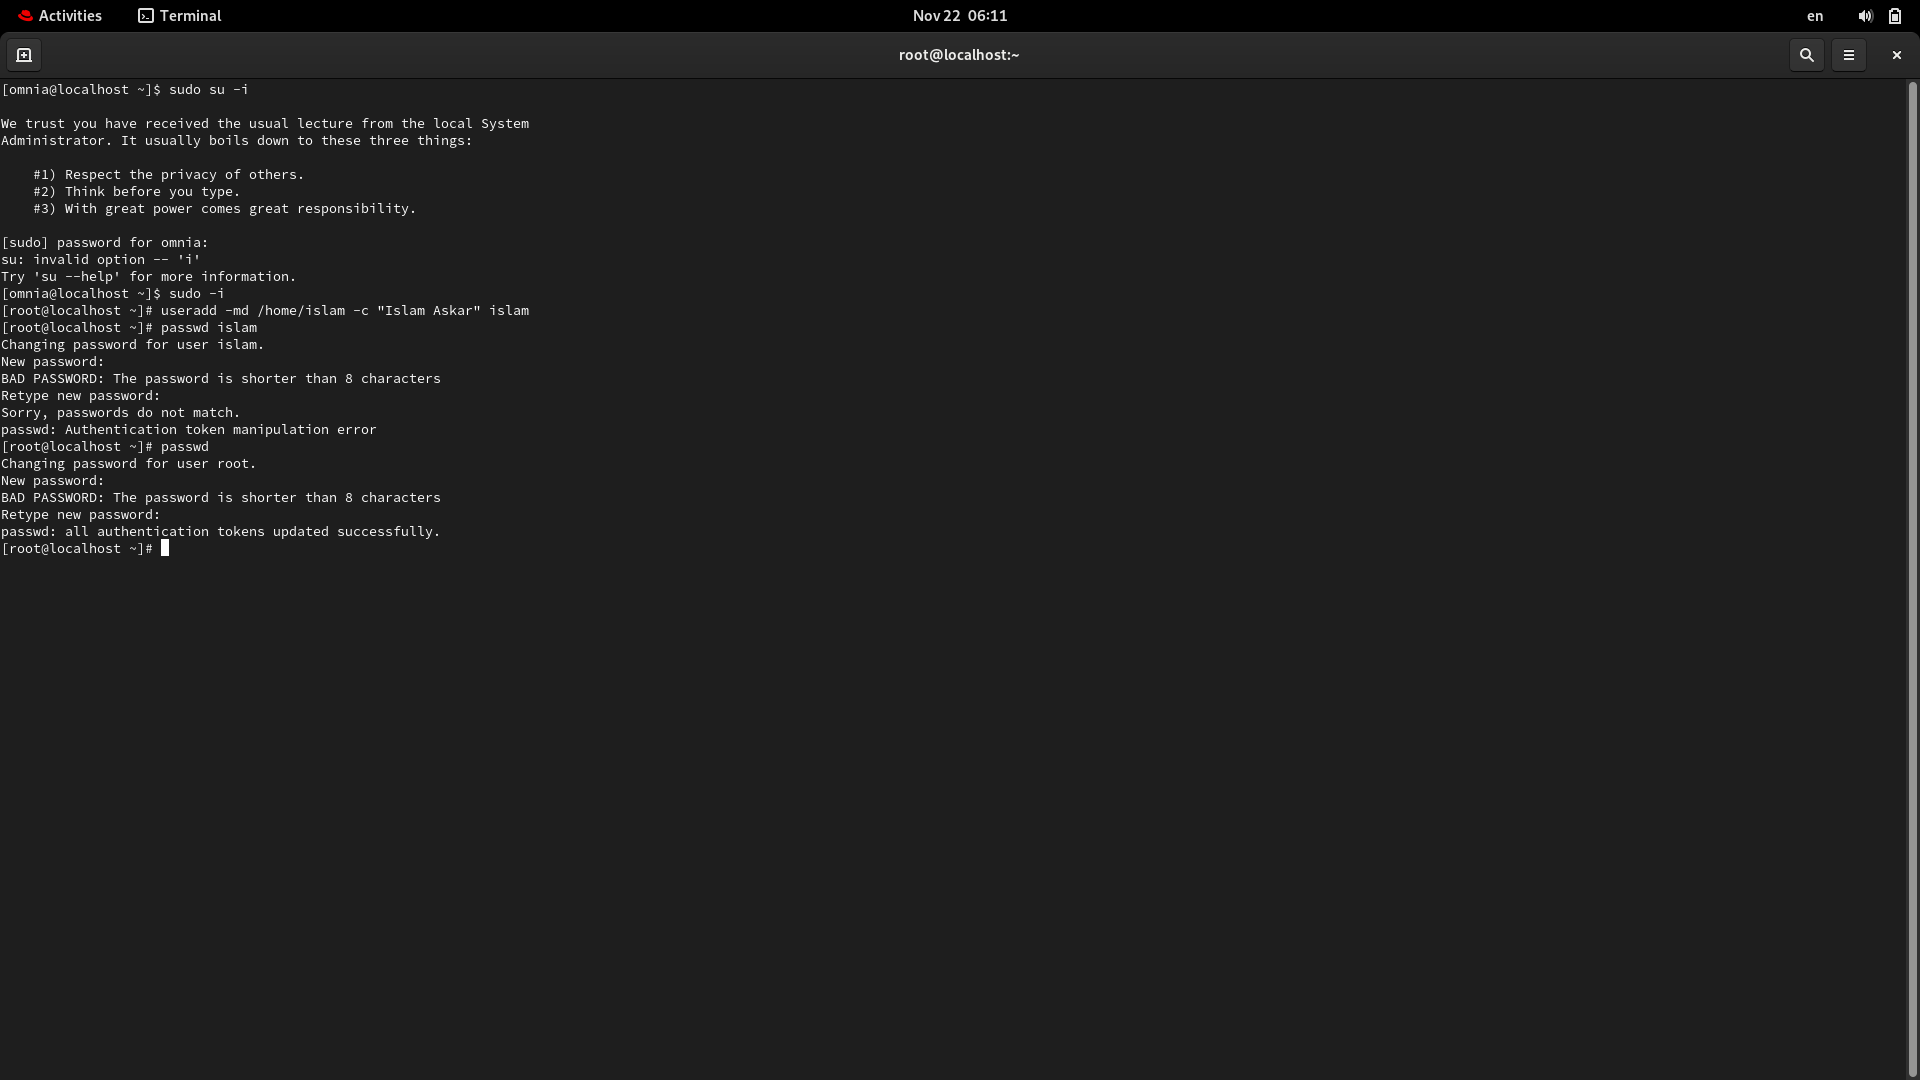 Activities Terminal Nov 22 06:11 en
root@localhost:~
[omnia@localhost ~]$ sudo su -i
We trust you have received the usual lecture from the local System
Administrator. It usually boils down to these three things:
#1) Respect the privacy of others.
#2) Think before you type.
#3) With great power comes great responsibility.
[sudo] password for omnia:
su: invalid option -- 'i'
Try 'su --help' for more information.
[omnia@localhost ~]$ sudo -i
[root@localhost ~]# useradd -md /home/islam -c "Islam Askar" islam
[root@localhost ~]# passwd islam
Changing password for user islam.
New password:
BAD PASSWORD: The password is shorter than 8 characters
Retype new password:
Sorry, passwords do not match.
passwd: Authentication token manipulation error
[root@localhost ~]# passwd
Changing password for user root.
New password:
BAD PASSWORD: The password is shorter than 8 characters
Retype new password:
passwd: all authentication tokens updated successfully.
[root@localhost ~]#